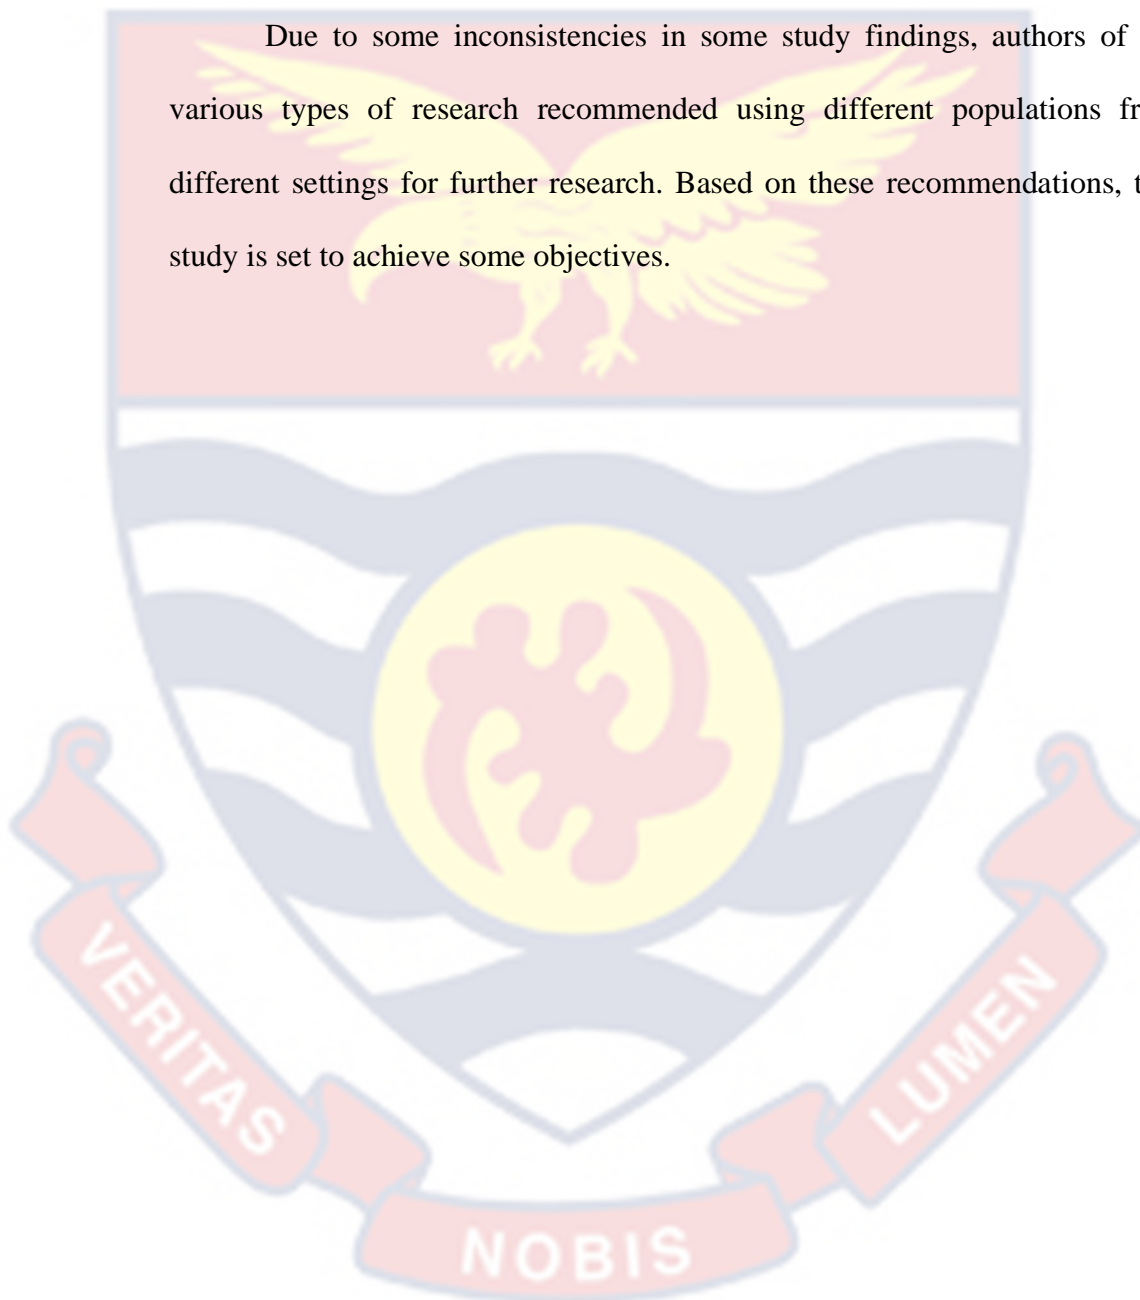 Due to some inconsistencies in some study findings, authors of
various types of research recommended using different populations fr
different settings for further research. Based on these recommendations, t
study is set to achieve some objectives.
VERITAS
NOBIS
LUMEN